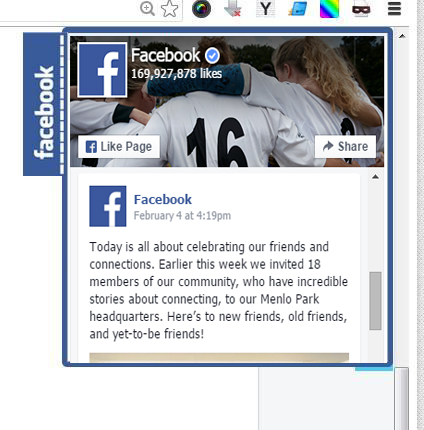 facebook
Facebook
169,927,878 likes
16
Like Page
Share
Facebook
February 4 at 4:19pm
Today is all about celebrating our friends and
connections. Earlier this week we invited 18
members of our community, who have incredible
stories about connecting, to our Menlo Park
headquarters. Here's to new friends, old friends,
and yet-to-be friends!